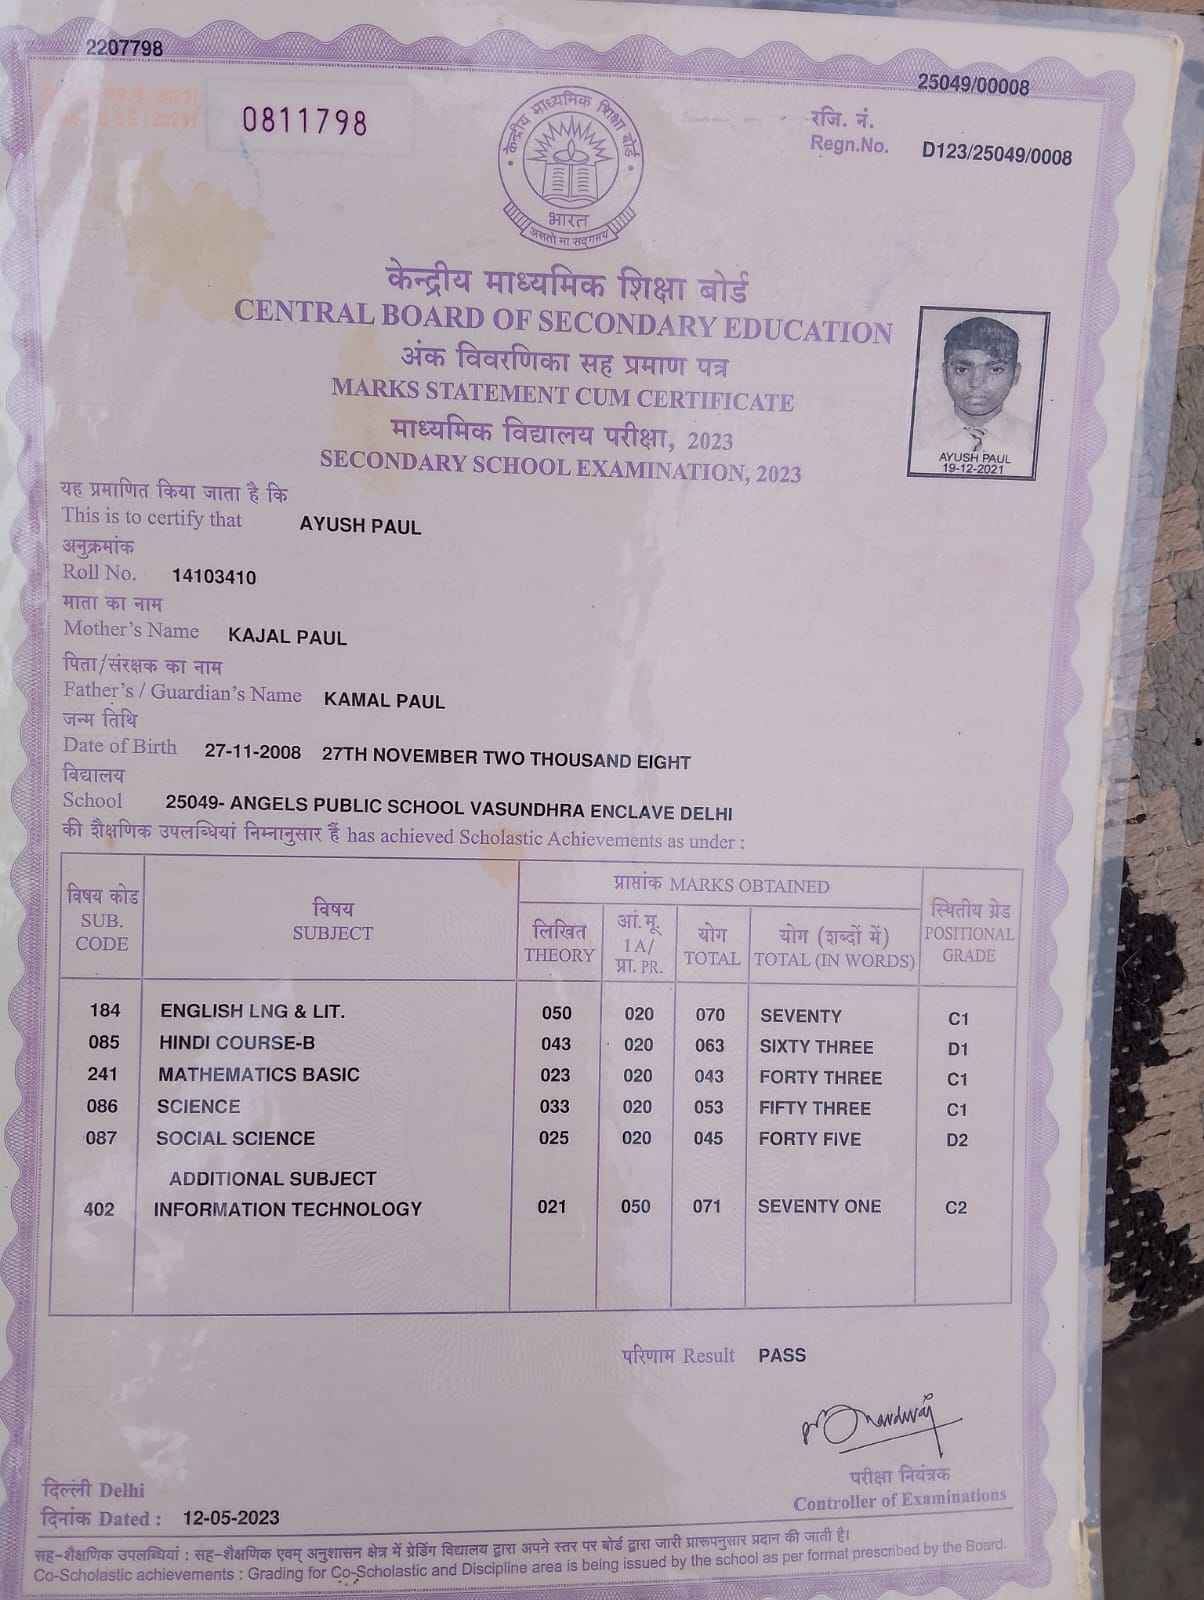 2207798
25049/00008
0811798
केन्द्रीय माध्यमिक शिक्षा बोर्ड
भारत
असतो मा सद्गमय
रजि. नं.
Regn.No. D123/25049/0008
केन्द्रीय माध्यमिक शिक्षा बोर्ड
CENTRAL BOARD OF SECONDARY EDUCATION
अंक विवरणिका सह प्रमाण पत्र
MARKS STATEMENT CUM CERTIFICATE
माध्यमिक विद्यालय परीक्षा, 2023
SECONDARY SCHOOL EXAMINATION, 2023
AYUSH PAUL
19-12-2021
यह प्रमाणित किया जाता है कि
This is to certify that AYUSH PAUL
अनुक्रमांक
Roll No. 14103410
माता का नाम
Mother's Name KAJAL PAUL
पिता/संरक्षक का नाम
Father's / Guardian's Name KAMAL PAUL
जन्म तिथि
Date of Birth 27-11-2008 27TH NOVEMBER TWO THOUSAND EIGHT
विद्यालय
School 25049- ANGELS PUBLIC SCHOOL VASUNDHRA ENCLAVE DELHI
की शैक्षणिक उपलब्धियां निम्नानुसार हैं has achieved Scholastic Achievements as under :
विषय कोड
SUB.
CODE
विषय
SUBJECT
प्राप्तांक MARKS OBTAINED
लिखित
THEORY
आं.मू.
I A/
प्रा. PR.
योग
TOTAL
योग (शब्दों में)
TOTAL (IN WORDS)
स्थितीय ग्रेड
POSITIONAL
GRADE
184 ENGLISH LNG & LIT. 050 020 070 SEVENTY C1
085 HINDI COURSE-B 043 020 063 SIXTY THREE D1
241 MATHEMATICS BASIC 023 020 043 FORTY THREE C1
086 SCIENCE 033 020 053 FIFTY THREE C1
087 SOCIAL SCIENCE 025 020 045 FORTY FIVE D2
ADDITIONAL SUBJECT
402 INFORMATION TECHNOLOGY 021 050 071 SEVENTY ONE C2
परिणाम Result PASS
परीक्षा नियंत्रक
Controller of Examinations
दिल्ली Delhi
दिनांक Dated : 12-05-2023
सह-शैक्षणिक उपलब्धियां : सह-शैक्षणिक एवम् अनुशासन क्षेत्र में ग्रेडिंग विद्यालय द्वारा अपने स्तर पर बोर्ड द्वारा जारी प्रारूपनुसार प्रदान की जाती है।
Co-Scholastic achievements : Grading for Co-Scholastic and Discipline area is being issued by the school as per format prescribed by the Board.